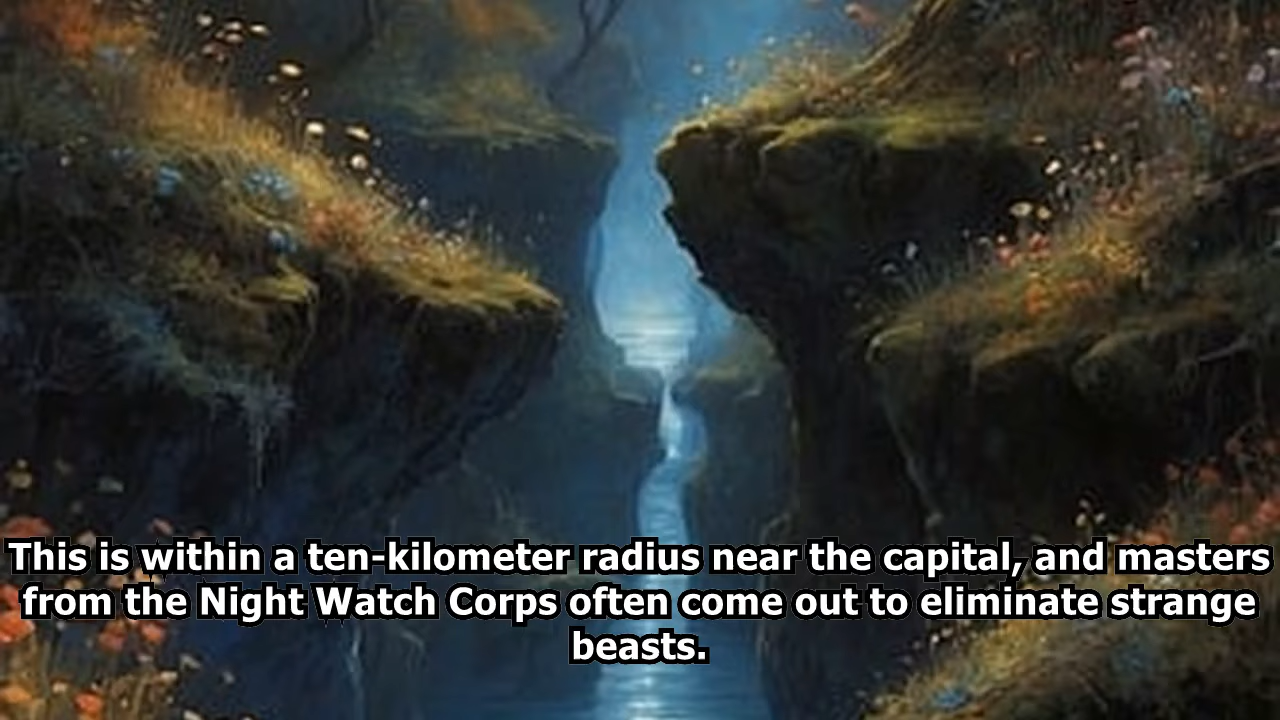 This is within a ten-kilometer radius near the capital, and masters
from the Night Watch Corps often come out to eliminate strange
beasts.